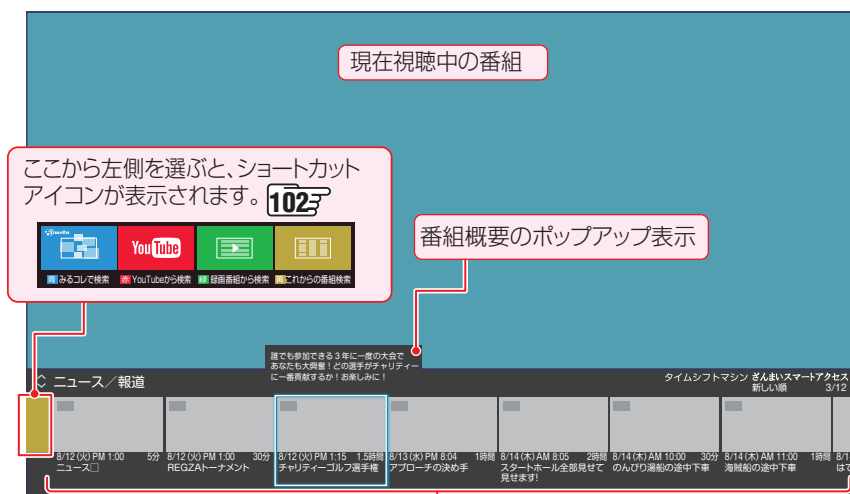 現在視聴中の番組
ここから左側を選ぶと、ショートカット
アイコンが表示されます。 102
You Tube
青 みるコレで検索 赤 YouTubeから検索 緑 録画番組から検索 黄 これからの番組検索
番組概要のポップアップ表示
誰でも参加できる3年に一度の大会で
あなたも大興奮!どの選手がチャリティー
に一番貢献するか!お楽しみに!
ニュース/報道
タイムシフトマシン ざんまいスマートアクセス
新しい順 3/12
8/12 (火) PM 1:00 5分
ニュース□
8/12 (火) PM 1:00 30分
REGZAトーナメント
8/12 (火) PM 1:15 1.5時間
チャリティーゴルフ選手権
8/13 (水) PM 8:04 1時間
アプローチの決め手
8/14 (木) AM 8:05 2時間
スタートホール全部見せて
見せます!
8/14 (木) AM 10:00 30分
のんびり湯船の途中下車
8/14 (木) AM 11:00 1時間
海賊船の途中下車
8/1
はて